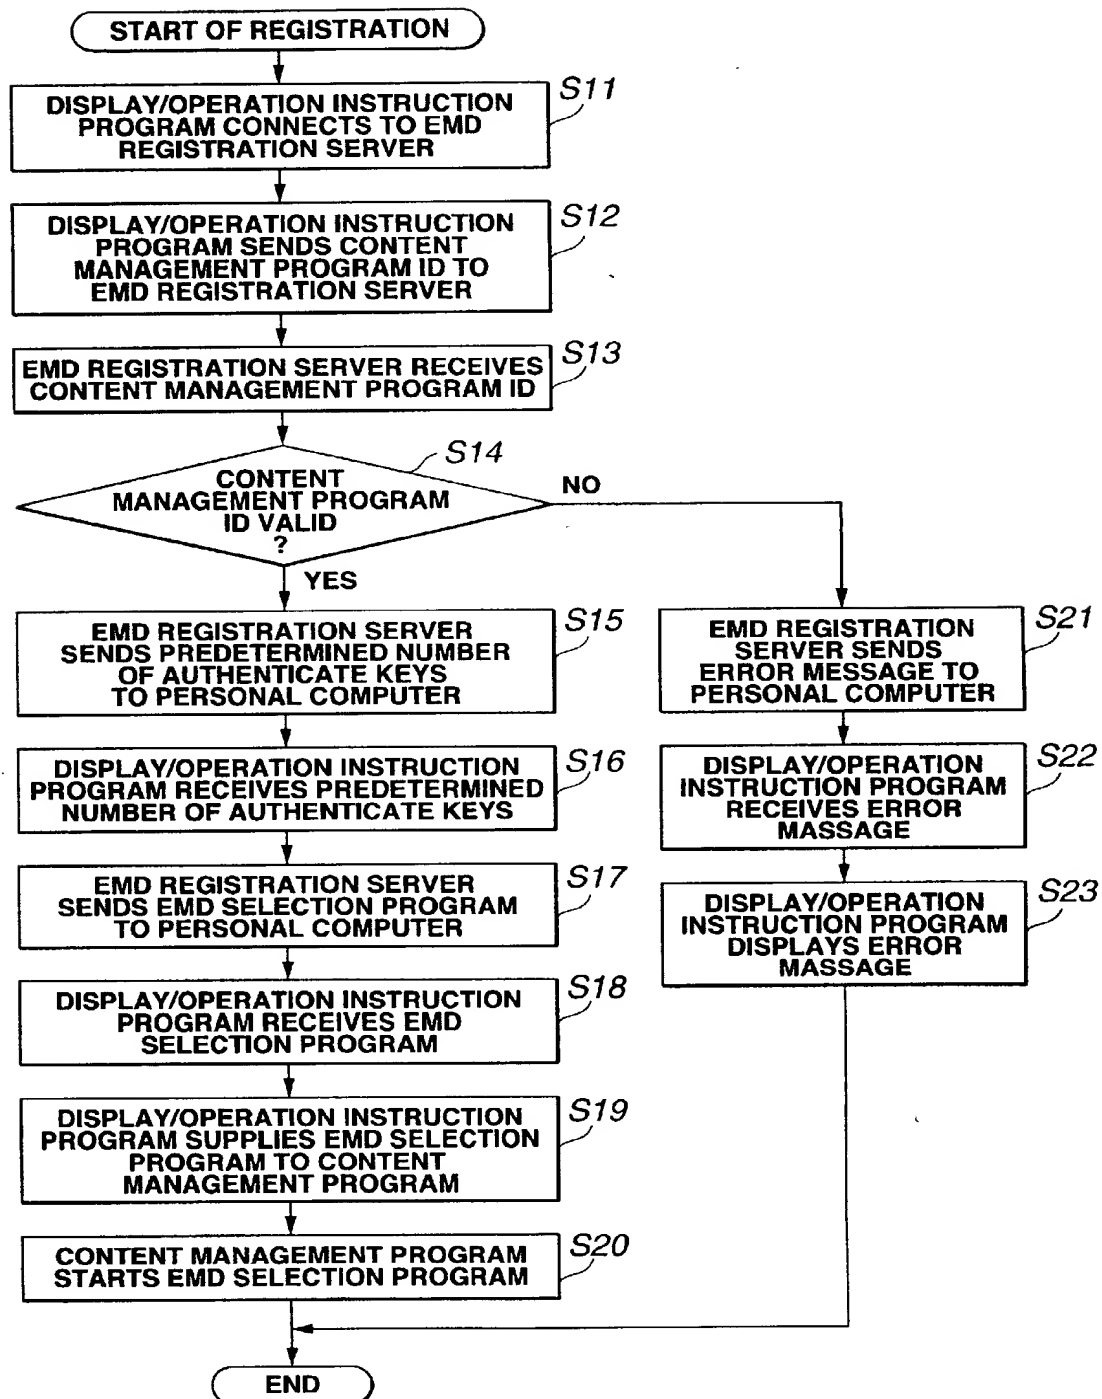 START OF REGISTRATION
S11
DISPLAY/OPERATION INSTRUCTION
PROGRAM CONNECTS TO EMD
REGISTRATION SERVER
S12
DISPLAY/OPERATION INSTRUCTION
PROGRAM SENDS CONTENT
MANAGEMENT PROGRAM ID TO
EMD REGISTRATION SERVER
S13
EMD REGISTRATION SERVER RECEIVES
CONTENT MANAGEMENT PROGRAM ID
S14
CONTENT
MANAGEMENT PROGRAM
ID VALID
?
NO
YES
S15
EMD REGISTRATION SERVER
SENDS PREDETERMINED NUMBER
OF AUTHENTICATE KEYS
TO PERSONAL COMPUTER
S16
DISPLAY/OPERATION INSTRUCTION
PROGRAM RECEIVES PREDETERMINED
NUMBER OF AUTHENTICATE KEYS
S17
EMD REGISTRATION SERVER
SENDS EMD SELECTION PROGRAM
TO PERSONAL COMPUTER
S18
DISPLAY/OPERATION INSTRUCTION
PROGRAM RECEIVES EMD
SELECTION PROGRAM
S19
DISPLAY/OPERATION INSTRUCTION
PROGRAM SUPPLIES EMD SELECTION
PROGRAM TO CONTENT
MANAGEMENT PROGRAM
S20
CONTENT MANAGEMENT PROGRAM
STARTS EMD SELECTION PROGRAM
S21
EMD REGISTRATION
SERVER SENDS
ERROR MESSAGE TO
PERSONAL COMPUTER
S22
DISPLAY/OPERATION
INSTRUCTION PROGRAM
RECEIVES ERROR
MASSAGE
S23
DISPLAY/OPERATION
INSTRUCTION PROGRAM
DISPLAYS ERROR
MASSAGE
END